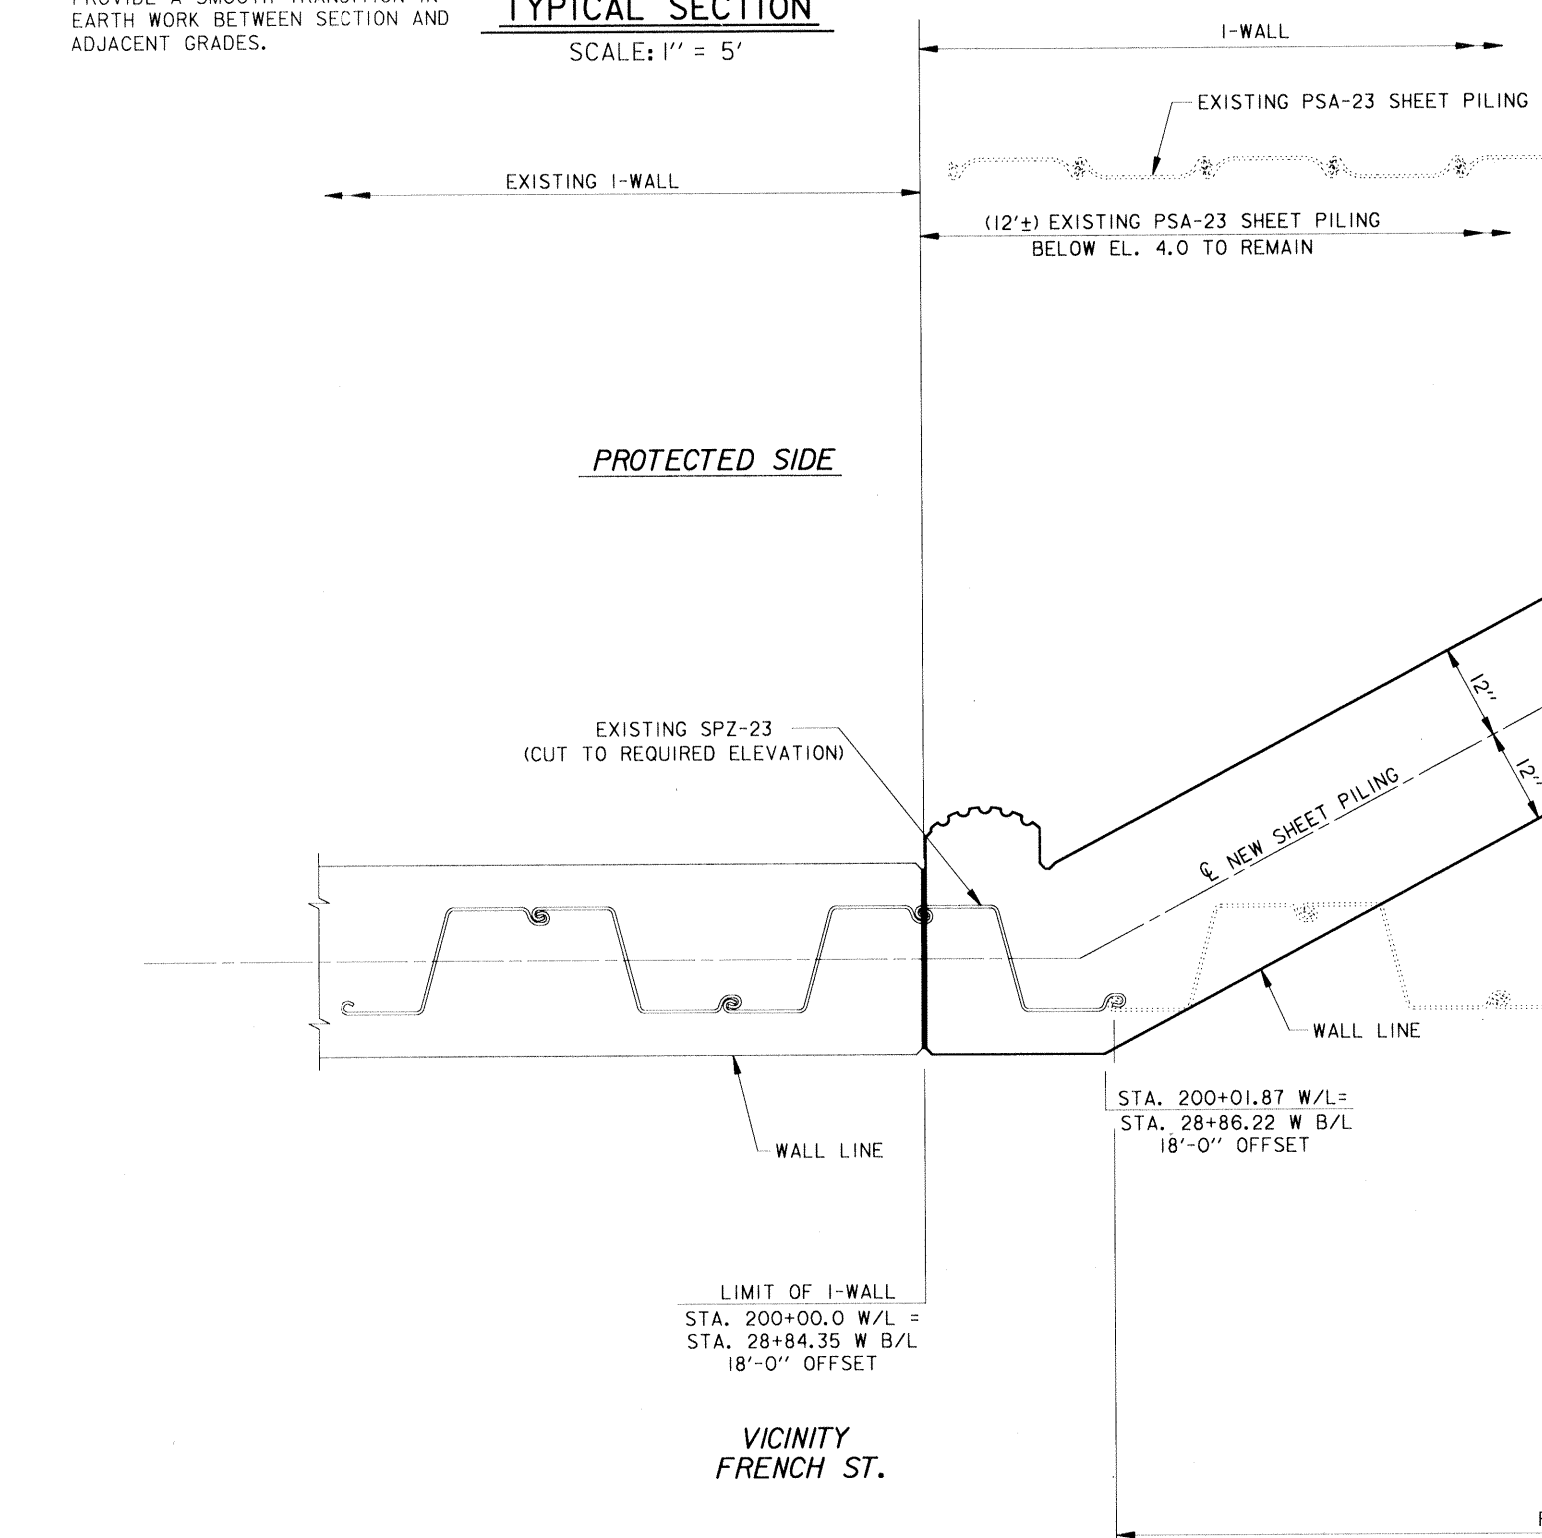 PROVIDE A SMOOTH TRANSITION IN
EARTH WORK BETWEEN SECTION AND
ADJACENT GRADES.
TYPICAL SECTION
SCALE: 1" = 5'
I-WALL
EXISTING PSA-23 SHEET PILING
EXISTING I-WALL
(12'±) EXISTING PSA-23 SHEET PILING
BELOW EL. 4.0 TO REMAIN
PROTECTED SIDE
12"
EXISTING SPZ-23
(CUT TO REQUIRED ELEVATION)
12"
℄ NEW SHEET PILING
WALL LINE
STA. 200+01.87 W/L=
STA. 28+86.22 W B/L
18'-0" OFFSET
WALL LINE
LIMIT OF I-WALL
STA. 200+00.0 W/L =
STA. 28+84.35 W B/L
18'-0" OFFSET
VICINITY
FRENCH ST.